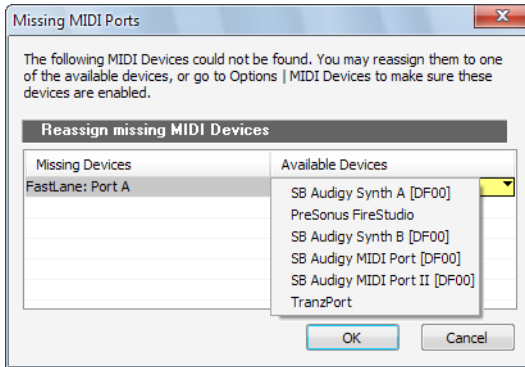 Missing MIDI Ports
The following MIDI Devices could not be found. You may reassign them to one
of the available devices, or go to Options | MIDI Devices to make sure these
devices are enabled.
Reassign missing MIDI Devices
Missing Devices Available Devices
FastLane: Port A
SB Audigy Synth A [DF00]
PreSonus FireStudio
SB Audigy Synth B [DF00]
SB Audigy MIDI Port [DF00]
SB Audigy MIDI Port II [DF00]
TranzPort
OK Cancel